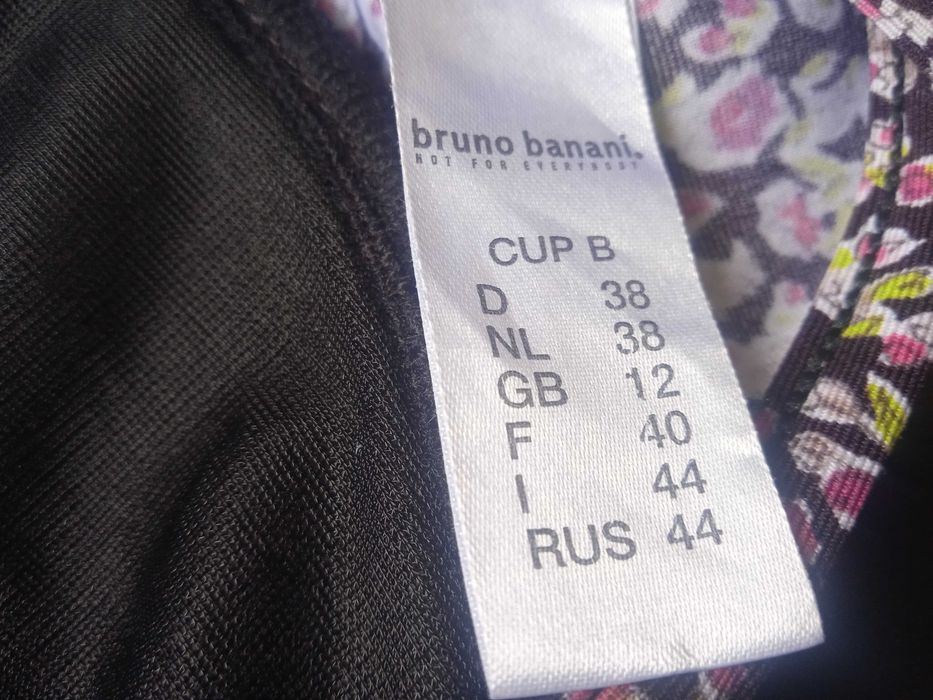 bruno banani.
NOT FOR EVERYBODY
CUP B
D 38
NL 38
GB 12
F 40
I 44
RUS 44